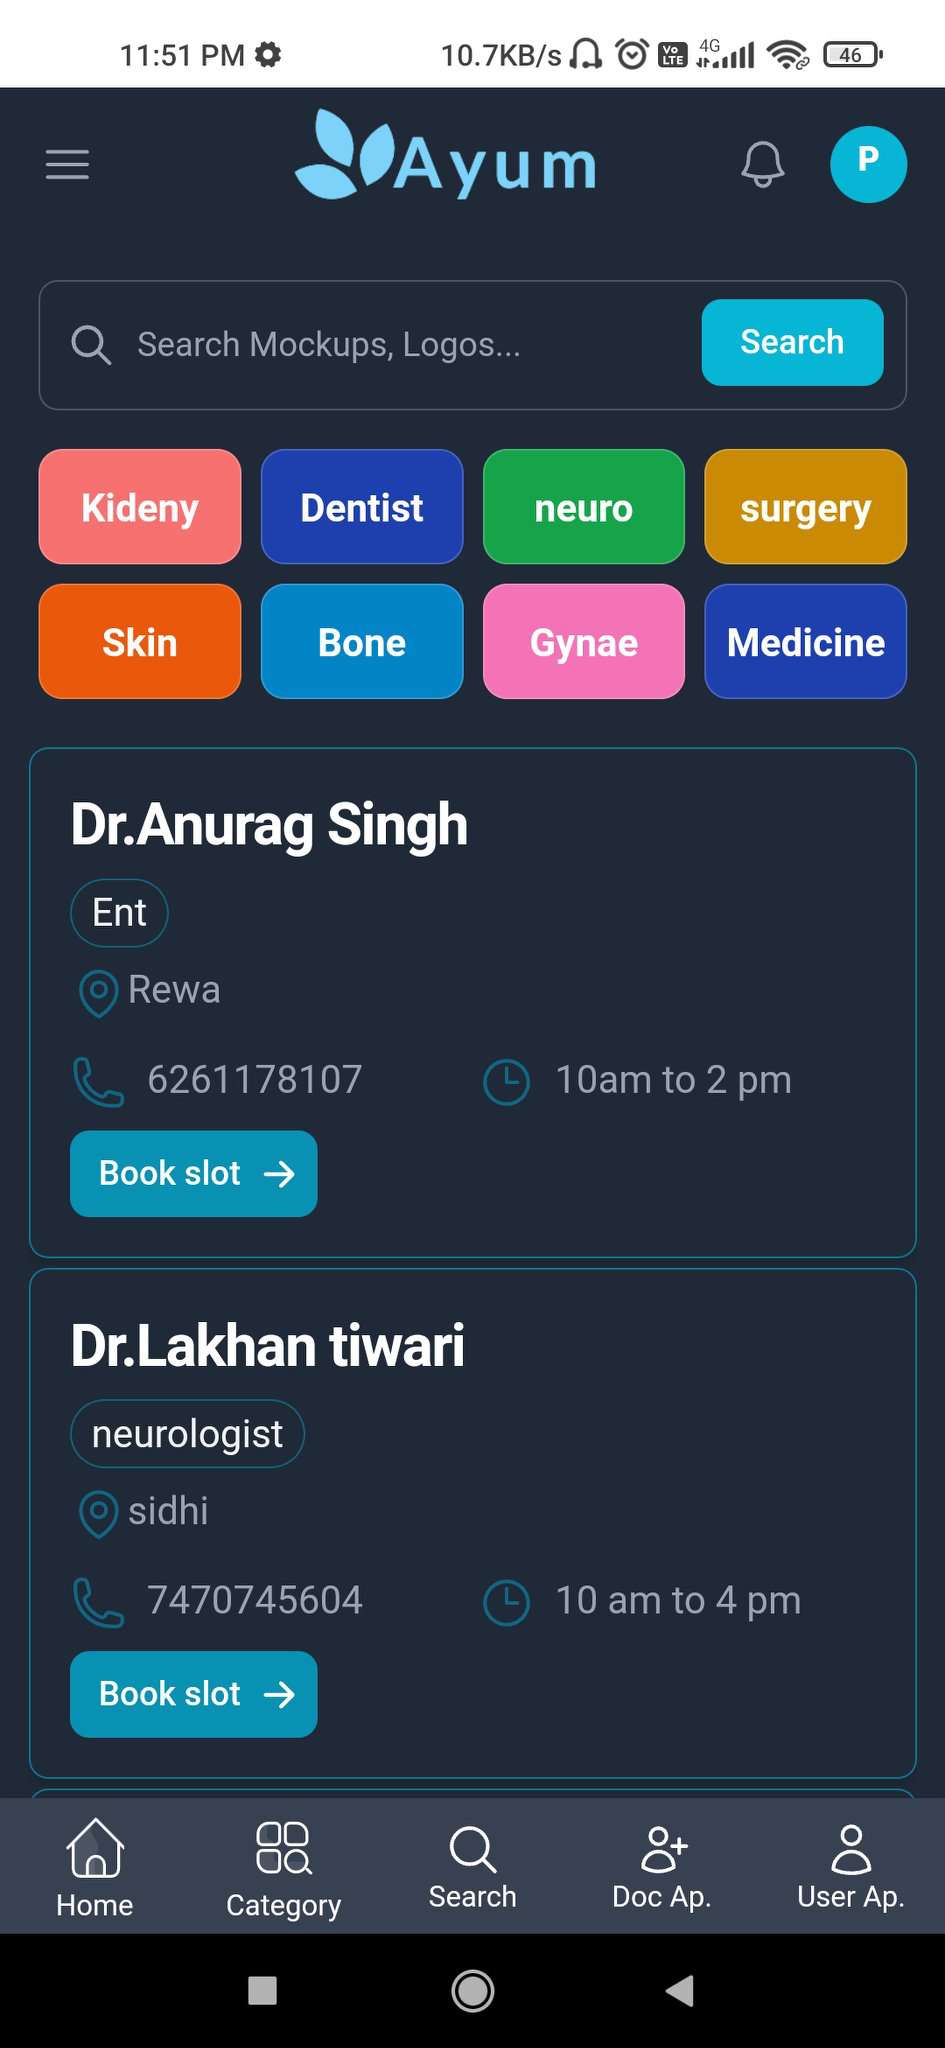 11:51 PM 10.7KB/s Vo LTE 4G 46
Ayum P
Search Mockups, Logos... Search
Kideny Dentist neuro surgery
Skin Bone Gynae Medicine
Dr.Anurag Singh
Ent
Rewa
6261178107 10am to 2 pm
Book slot →
Dr.Lakhan tiwari
neurologist
sidhi
7470745604 10 am to 4 pm
Book slot →
Home Category Search Doc Ap. User Ap.